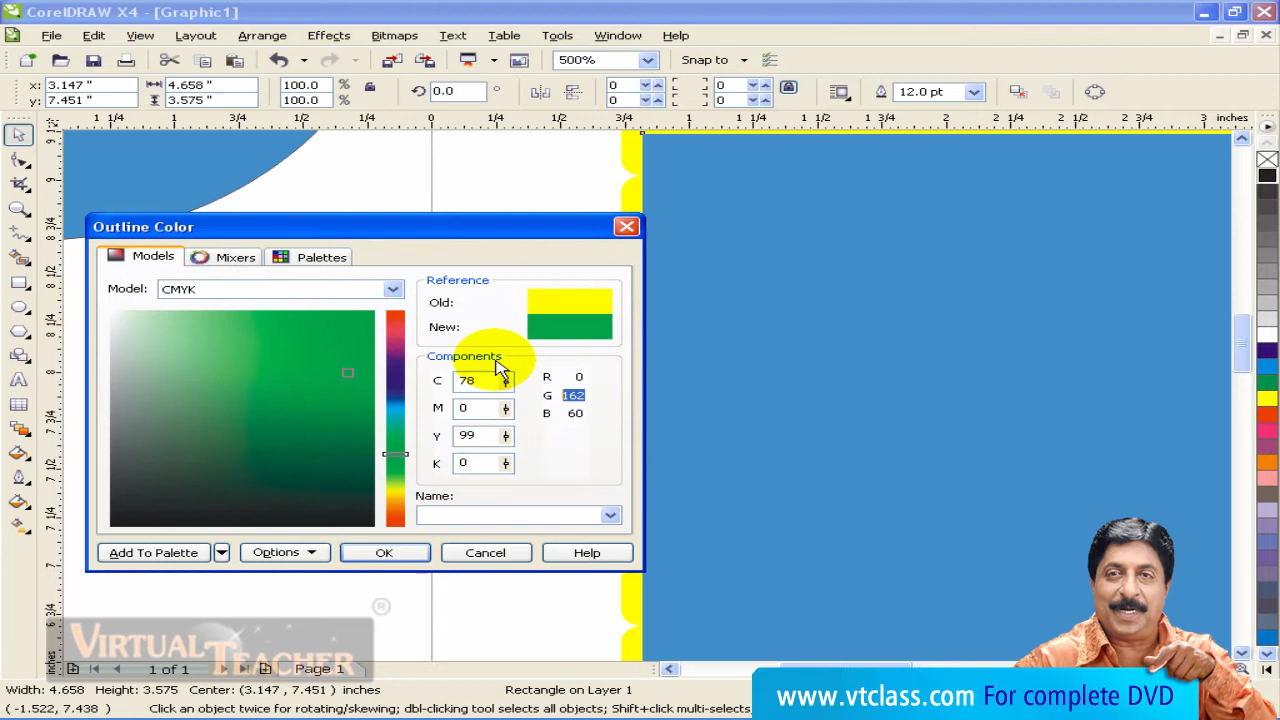 CorelDRAW X4 - [Graphic1]
File Edit View Layout Arrange Effects Bitmaps Text Table Tools Window Help
500% Snap to
x: 3.147 " 4.658 " 100.0 % 0.0 ° 0 0 12.0 pt
y: 7.451 " 3.575 " 100.0 % 0 0
1 1/4 1 3/4 1/2 1/4 0 1/4 1/2 3/4 1 1 1/4 1 1/2 1 3/4 2 2 1/4 2 1/2 2 3/4 3 inches
Outline Color
Models Mixers Palettes
Model: CMYK
Reference
Old:
New:
Components
C 78 R 0
G 162
M 0 B 60
Y 99
K 0
Name:
Add To Palette Options OK Cancel Help
®
VIRTUAL TEACHER
1 of 1 Page 1
Width: 4.658 Height: 3.575 Center: (3.147 , 7.451 ) inches Rectangle on Layer 1
( -1.522, 7.438 ) Click an object twice for rotating/skewing; dbl-clicking tool selects all objects; Shift+click multi-selects,
www.vtclass.com For complete DVD